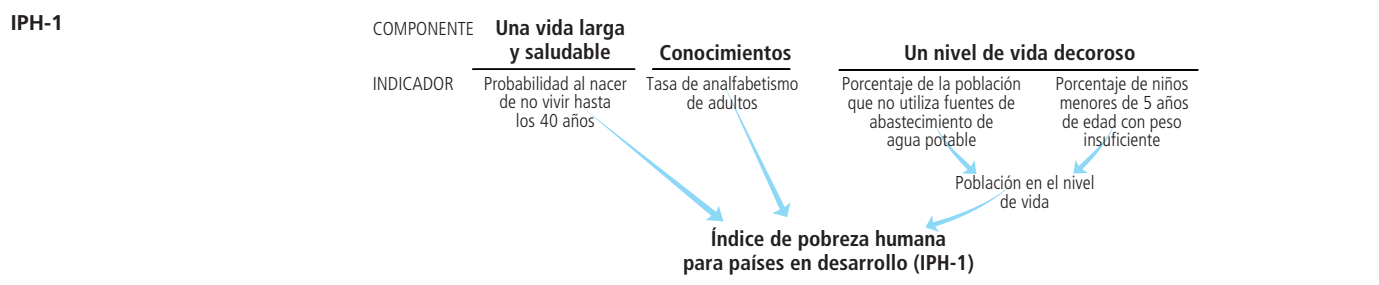 IPH-1
COMPONENTE
Una vida larga
y saludable
Conocimientos
Un nivel de vida decoroso
INDICADOR
Probabilidad al nacer
de no vivir hasta
los 40 años
Tasa de analfabetismo
de adultos
Porcentaje de la población
que no utiliza fuentes de
abastecimiento de
agua potable
Porcentaje de niños
menores de 5 años
de edad con peso
insuficiente
Población en el nivel
de vida
Índice de pobreza humana
para países en desarrollo (IPH-1)